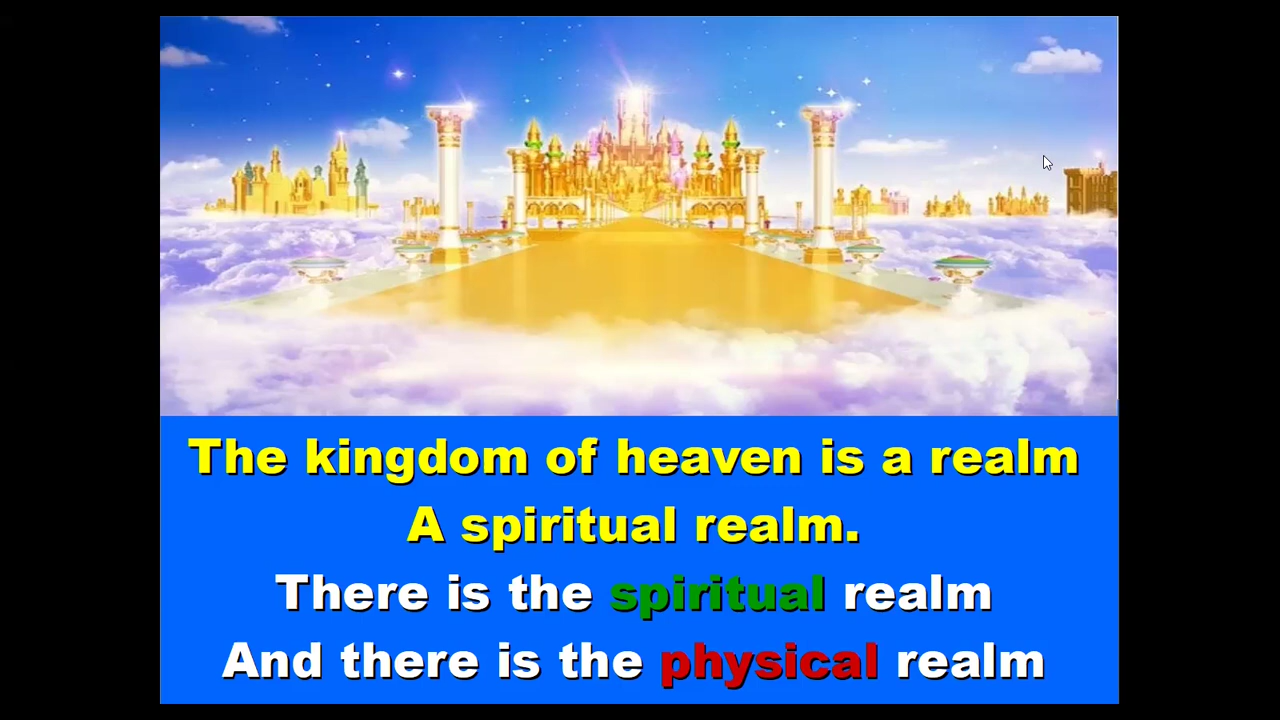 The kingdom of heaven is a realm
A spiritual realm.
There is the spiritual realm
And there is the physical realm